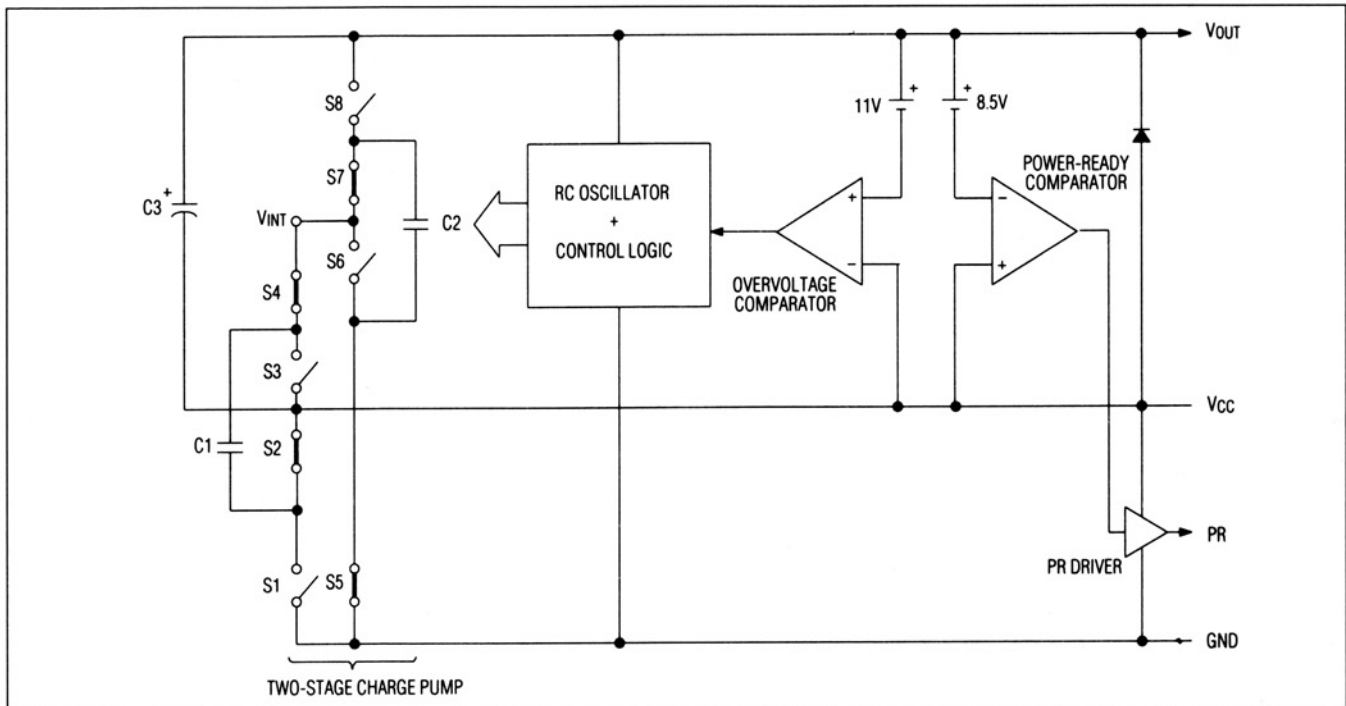 VOUT
S8
11V
+
+
8.5V
S7
POWER-READY
COMPARATOR
RC OSCILLATOR
+
CONTROL LOGIC
+
C3
VINT
C2
+
−
−
+
S6
S4
OVERVOLTAGE
COMPARATOR
S3
VCC
C1
S2
PR
PR DRIVER
S1
S5
GND
TWO-STAGE CHARGE PUMP